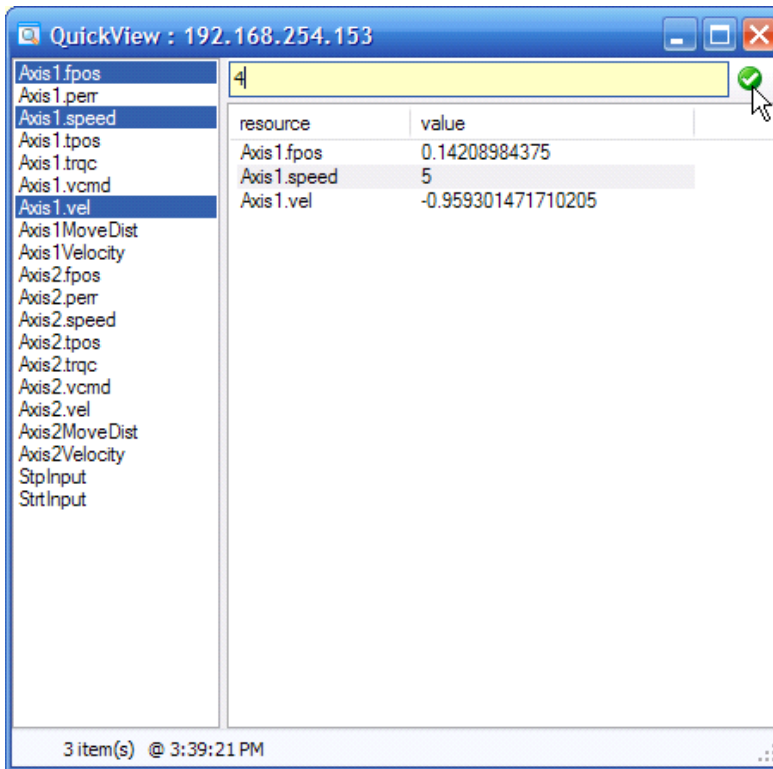 QuickView : 192.168.254.153
Axis1.fpos
Axis1.perr
Axis1.speed
Axis1.tpos
Axis1.trqc
Axis1.vcmd
Axis1.vel
Axis1MoveDist
Axis1Velocity
Axis2.fpos
Axis2.perr
Axis2.speed
Axis2.tpos
Axis2.trqc
Axis2.vcmd
Axis2.vel
Axis2MoveDist
Axis2Velocity
StpInput
StrtInput
4
resource value
Axis1.fpos 0.14208984375
Axis1.speed 5
Axis1.vel -0.959301471710205
3 item(s) @ 3:39:21 PM